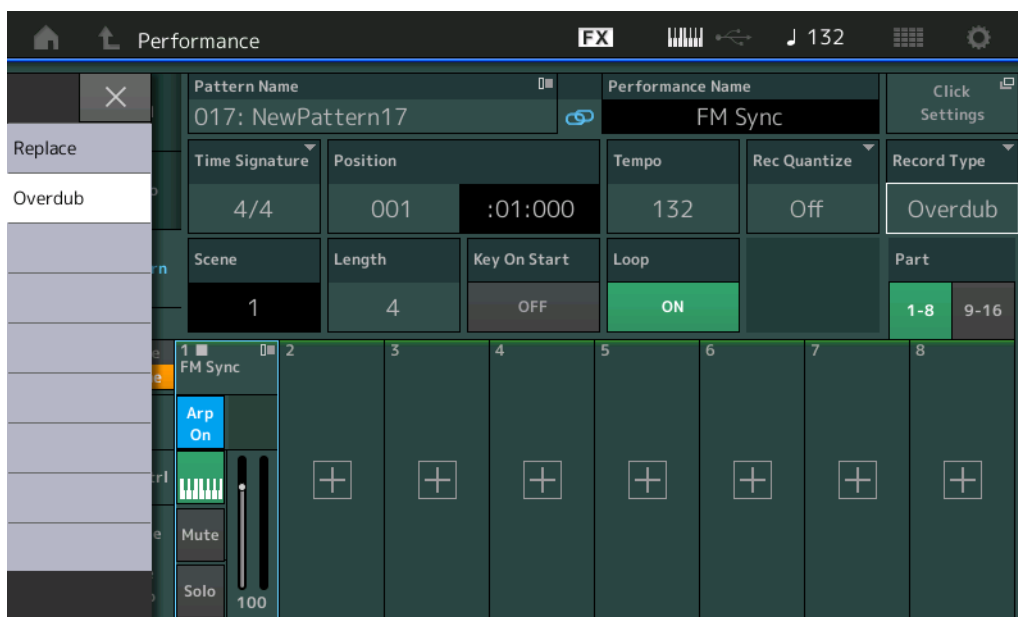 Performance
FX
132
Replace
Overdub
Pattern Name
017: NewPattern17
Performance Name
FM Sync
Click
Settings
Time Signature
4/4
Position
001
:01:000
Tempo
132
Rec Quantize
Off
Record Type
Overdub
Scene
1
Length
4
Key On Start
OFF
Loop
ON
Part
1-8
9-16
rn
e
e
rl
e
1
FM Sync
2
3
4
5
6
7
8
Arp
On
Mute
Solo
100